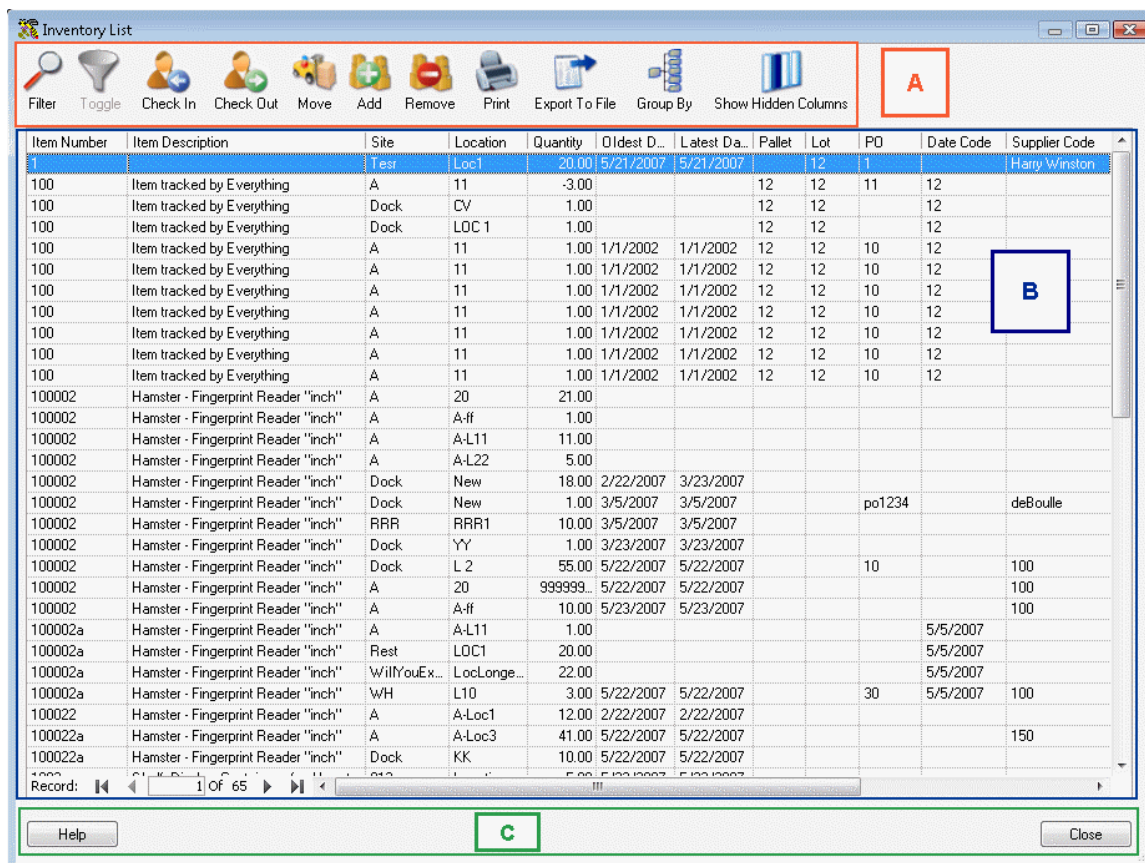 Inventory List
Filter Toggle Check In Check Out Move Add Remove Print Export To File Group By Show Hidden Columns
A
Item Number Item Description Site Location Quantity Oldest D... Latest Da... Pallet Lot PO Date Code Supplier Code
1 Tesr Loc1 20.00 5/21/2007 5/21/2007 12 1 Harry Winston
100 Item tracked by Everything A 11 -3.00 12 12 11 12
100 Item tracked by Everything Dock CV 1.00 12 12 12
100 Item tracked by Everything Dock LOC 1 1.00 12 12 12
100 Item tracked by Everything A 11 1.00 1/1/2002 1/1/2002 12 12 10 12
100 Item tracked by Everything A 11 1.00 1/1/2002 1/1/2002 12 12 10 12
100 Item tracked by Everything A 11 1.00 1/1/2002 1/1/2002 12 12 10 12
B
100 Item tracked by Everything A 11 1.00 1/1/2002 1/1/2002 12 12 10 12
100 Item tracked by Everything A 11 1.00 1/1/2002 1/1/2002 12 12 10 12
100 Item tracked by Everything A 11 1.00 1/1/2002 1/1/2002 12 12 10 12
100 Item tracked by Everything A 11 1.00 1/1/2002 1/1/2002 12 12 10 12
100002 Hamster - Fingerprint Reader "inch" A 20 21.00
100002 Hamster - Fingerprint Reader "inch" A A-ff 1.00
100002 Hamster - Fingerprint Reader "inch" A A-L11 11.00
100002 Hamster - Fingerprint Reader "inch" A A-L22 5.00
100002 Hamster - Fingerprint Reader "inch" Dock New 18.00 2/22/2007 3/23/2007
100002 Hamster - Fingerprint Reader "inch" Dock New 1.00 3/5/2007 3/5/2007 po1234 deBoulle
100002 Hamster - Fingerprint Reader "inch" RRR RRR1 10.00 3/5/2007 3/5/2007
100002 Hamster - Fingerprint Reader "inch" Dock YY 1.00 3/23/2007 3/23/2007
100002 Hamster - Fingerprint Reader "inch" Dock L 2 55.00 5/22/2007 5/22/2007 10 100
100002 Hamster - Fingerprint Reader "inch" A 20 999999... 5/22/2007 5/22/2007 100
100002 Hamster - Fingerprint Reader "inch" A A-ff 10.00 5/23/2007 5/23/2007 100
100002a Hamster - Fingerprint Reader "inch" A A-L11 1.00 5/5/2007
100002a Hamster - Fingerprint Reader "inch" Rest LOC1 20.00 5/5/2007
100002a Hamster - Fingerprint Reader "inch" WillYouEx... LocLonge... 22.00 5/5/2007
100002a Hamster - Fingerprint Reader "inch" WH L10 3.00 5/22/2007 5/22/2007 30 5/5/2007 100
100022 Hamster - Fingerprint Reader "inch" A A-Loc1 12.00 2/22/2007 2/22/2007
100022a Hamster - Fingerprint Reader "inch" A A-Loc3 41.00 5/22/2007 5/22/2007 150
100022a Hamster - Fingerprint Reader "inch" Dock KK 10.00 5/22/2007 5/22/2007
Record: 1 Of 65
Help C Close